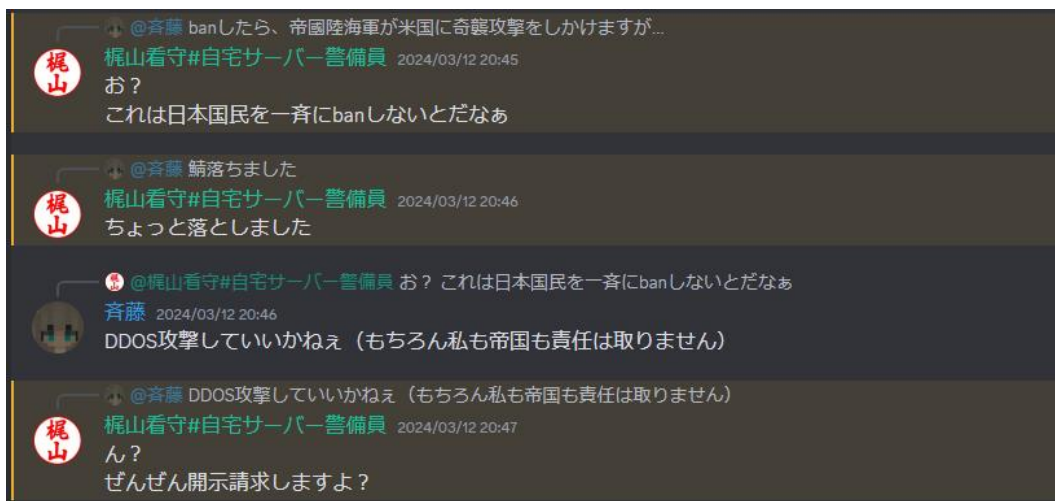 @斉藤 banしたら、帝國陸海軍が米国に奇襲攻撃をしかけますが...
梶山
梶山看守#自宅サーバー警備員 2024/03/12 20:45
お？
これは日本国民を一斉にbanしないとだなぁ
@斉藤 鯖落ちました
梶山
梶山看守#自宅サーバー警備員 2024/03/12 20:46
ちょっと落としました
@梶山看守#自宅サーバー警備員 お？ これは日本国民を一斉にbanしないとだなぁ
斉藤 2024/03/12 20:46
DDOS攻撃していいかねぇ（もちろん私も帝国も責任は取りません）
@斉藤 DDOS攻撃していいかねぇ（もちろん私も帝国も責任は取りません）
梶山
梶山看守#自宅サーバー警備員 2024/03/12 20:47
ん？
ぜんぜん開示請求しますよ？